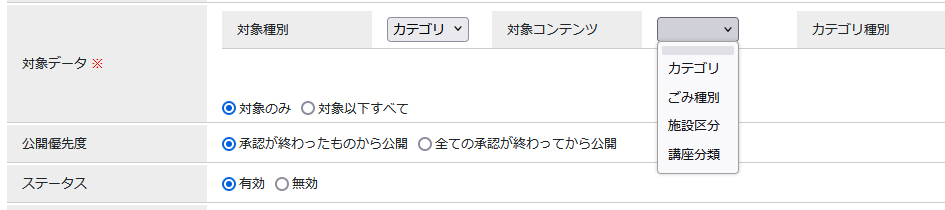 対象種別 カテゴリ 対象コンテンツ カテゴリ種別
対象データ ※
カテゴリ
ごみ種別
施設区分
講座分類
対象のみ 対象以下すべて
公開優先度 承認が終わったものから公開 全ての承認が終わってから公開
ステータス 有効 無効